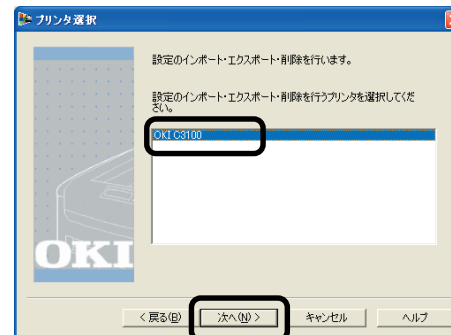 プリンタ選択
設定のインポート・エクスポート・削除を行います。
設定のインポート・エクスポート・削除を行うプリンタを選択してくだ
さい。
OKI C3100
OKI
< 戻る(B)
次へ(N) >
キャンセル
ヘルプ